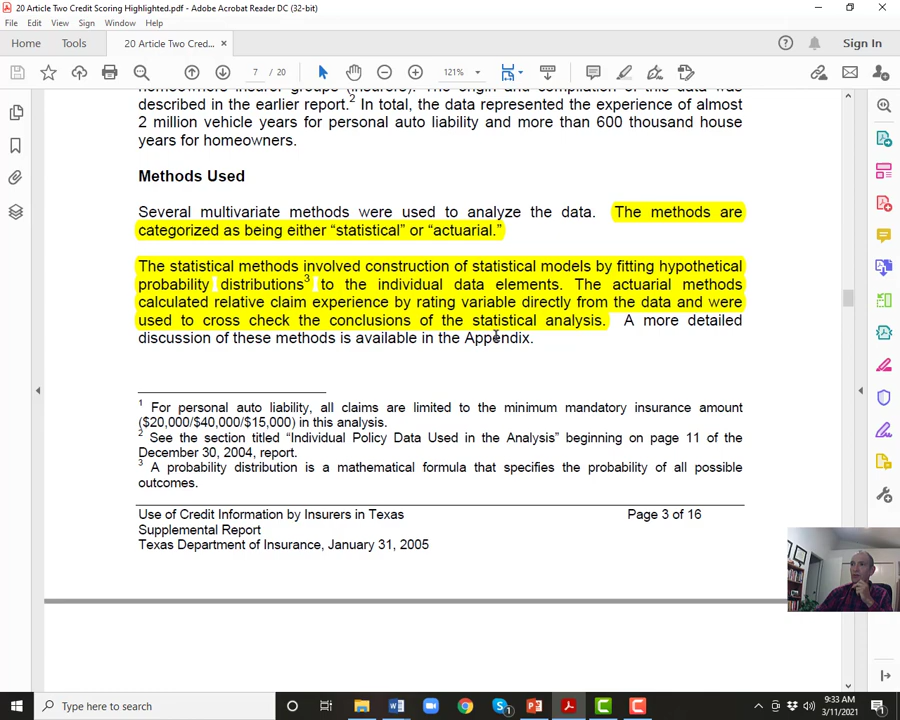 20 Article Two Credit Scoring Highlighted.pdf - Adobe Acrobat Reader DC (32-bit)
File Edit View Sign Window Help
Home Tools 20 Article Two Cred... × Sign In
7 / 20 121%
homeowners insurer groups (insurers). The origin and compilation of this data was
described in the earlier report.2 In total, the data represented the experience of almost
2 million vehicle years for personal auto liability and more than 600 thousand house
years for homeowners.
Methods Used
Several multivariate methods were used to analyze the data. The methods are
categorized as being either “statistical” or “actuarial.”
The statistical methods involved construction of statistical models by fitting hypothetical
probability distributions3 to the individual data elements. The actuarial methods
calculated relative claim experience by rating variable directly from the data and were
used to cross check the conclusions of the statistical analysis. A more detailed
discussion of these methods is available in the Appendix.
1 For personal auto liability, all claims are limited to the minimum mandatory insurance amount
($20,000/$40,000/$15,000) in this analysis.
2 See the section titled “Individual Policy Data Used in the Analysis” beginning on page 11 of the
December 30, 2004, report.
3 A probability distribution is a mathematical formula that specifies the probability of all possible
outcomes.
Use of Credit Information by Insurers in Texas Page 3 of 16
Supplemental Report
Texas Department of Insurance, January 31, 2005
Type here to search
9:33 AM
3/11/2021